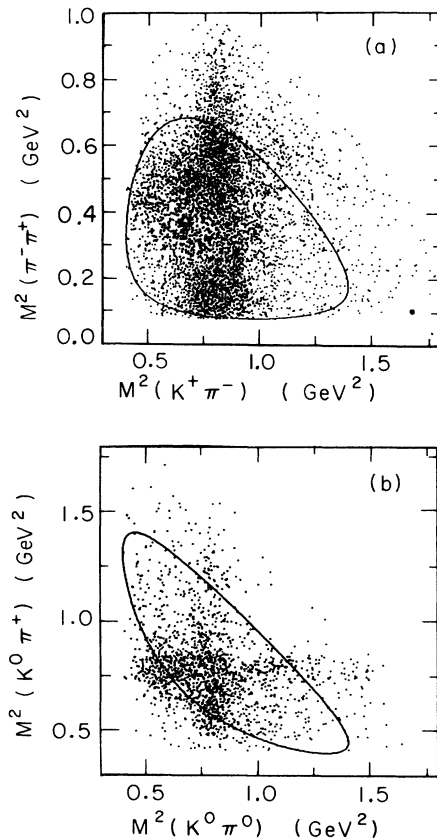 (a)
1.0
0.8
0.6
0.4
0.2
0.0
M²(π⁻π⁺) (GeV²)
0.5 1.0 1.5
M²(K⁺π⁻) (GeV²)
(b)
1.5
1.0
0.5
M²(K⁰π⁺) (GeV²)
0.5 1.0 1.5
M²(K⁰π⁰) (GeV²)